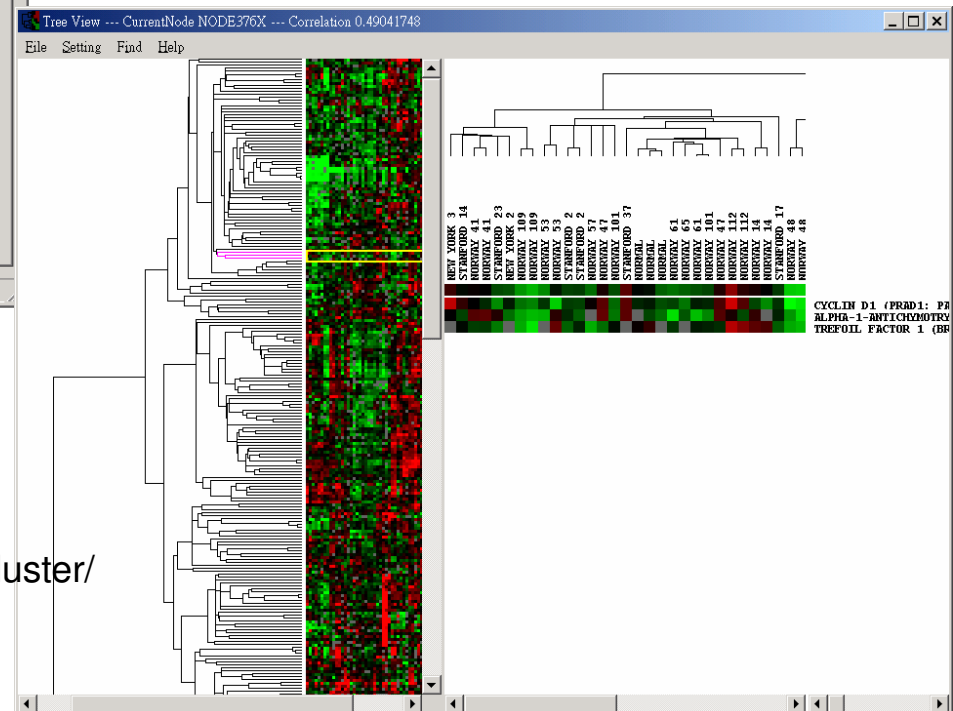 Tree View --- CurrentNode NODE376X --- Correlation 0.49041748
File Setting Find Help
NEW YORK 3
STANFORD 14
NORWAY 41
NORWAY 41
STANFORD 23
NEW YORK 2
NORWAY 109
NORWAY 109
NORWAY 53
NORWAY 53
STANFORD 2
STANFORD 2
NORWAY 57
NORWAY 47
NORWAY 101
STANFORD 37
NORMAL
NORMAL
NORMAL
NORWAY 61
NORWAY 65
NORWAY 61
NORWAY 101
NORWAY 47
NORWAY 112
NORWAY 112
NORWAY 14
NORWAY 14
STANFORD 17
NORWAY 48
NORWAY 48
CYCLIN D1 (PRAD1: PA
ALPHA-1-ANTICHYMOTRY
TREFOIL FACTOR 1 (BR
luster/